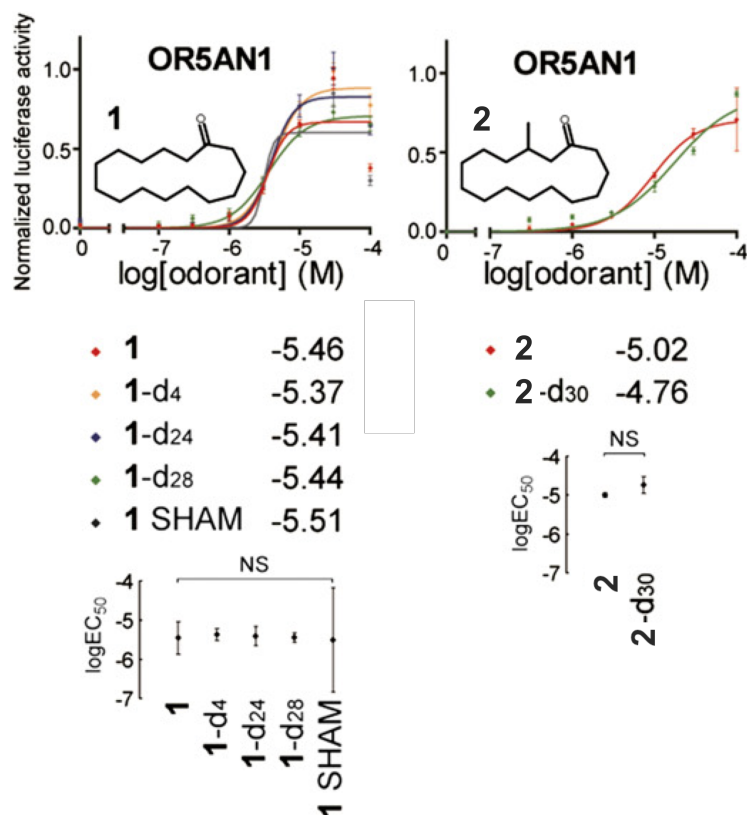 OR5AN1
1
O
Normalized luciferase activity
1.0
0.5
0.0
0
-7
-6
-5
-4
log[odorant] (M)
OR5AN1
2
O
1.0
0.5
0.0
0
-7
-6
-5
-4
log[odorant] (M)
1 -5.46
1-d4 -5.37
1-d24 -5.41
1-d28 -5.44
1 SHAM -5.51
2 -5.02
2-d30 -4.76
NS
-4
-5
-6
-7
logEC50
2
2-d30
NS
-4
-5
-6
-7
logEC50
1
1-d4
1-d24
1-d28
1 SHAM